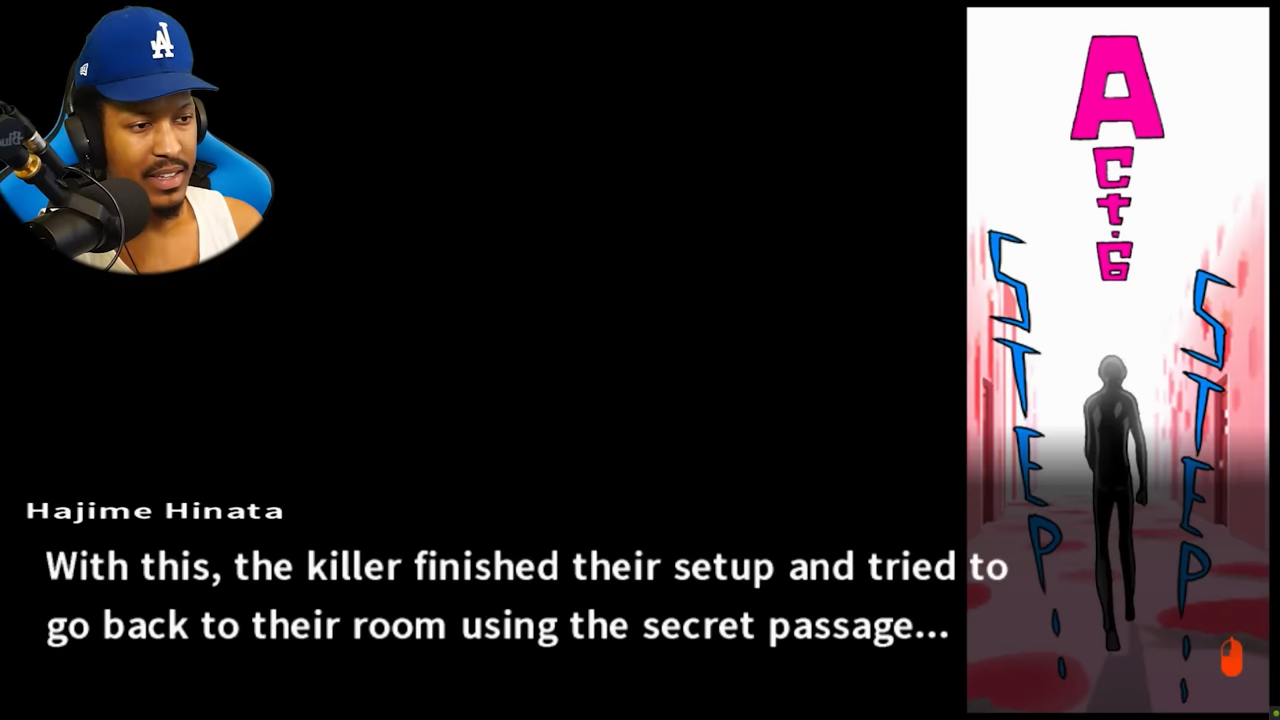 A
ct.6
STEP
STEP
Hajime Hinata
With this, the killer finished their setup and tried to
go back to their room using the secret passage...